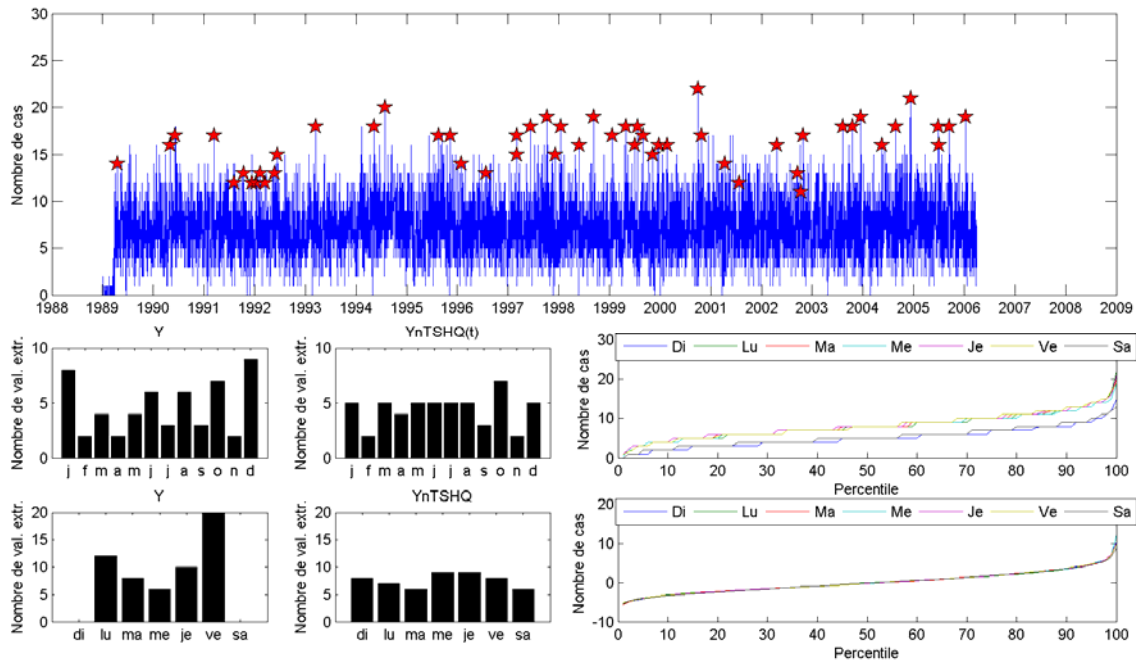 30
25
20
15
10
5
0
Nombre de cas
1988 1989 1990 1991 1992 1993 1994 1995 1996 1997 1998 1999 2000 2001 2002 2003 2004 2005 2006 2007 2008 2009
Y
10
5
0
Nombre de val. extr.
j f m a m j j a s o n d
YnTSHQ(t)
10
5
0
Nombre de val. extr.
j f m a m j j a s o n d
30
20
10
0
Nombre de cas
Di Lu Ma Me Je Ve Sa
0 10 20 30 40 50 60 70 80 90 100
Percentile
Y
20
15
10
5
0
Nombre de val. extr.
di lu ma me je ve sa
YnTSHQ
20
15
10
5
0
Nombre de val. extr.
di lu ma me je ve sa
20
10
0
-10
Nombre de cas
Di Lu Ma Me Je Ve Sa
0 10 20 30 40 50 60 70 80 90 100
Percentile